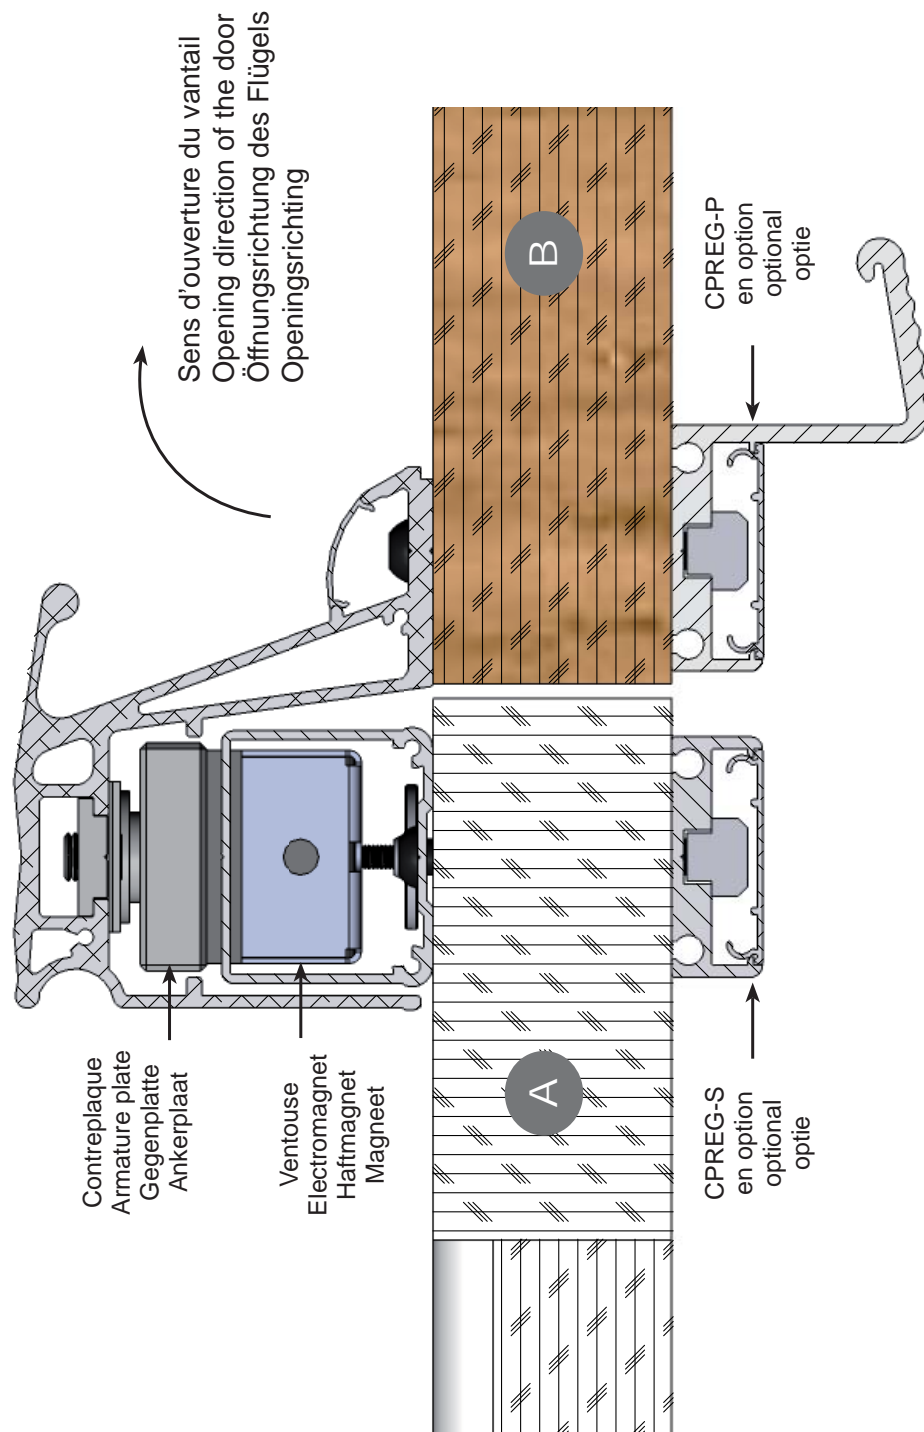 Sens d'ouverture du vantail
Opening direction of the door
Öffnungsrichtung des Flügels
Openingsrichting
Contreplaque
Armature plate
Gegenplatte
Ankerplaat
Ventouse
Electromagnet
Haftmagnet
Magneet
A
B
CPREG-S
en option
optional
optie
CPREG-P
en option
optional
optie